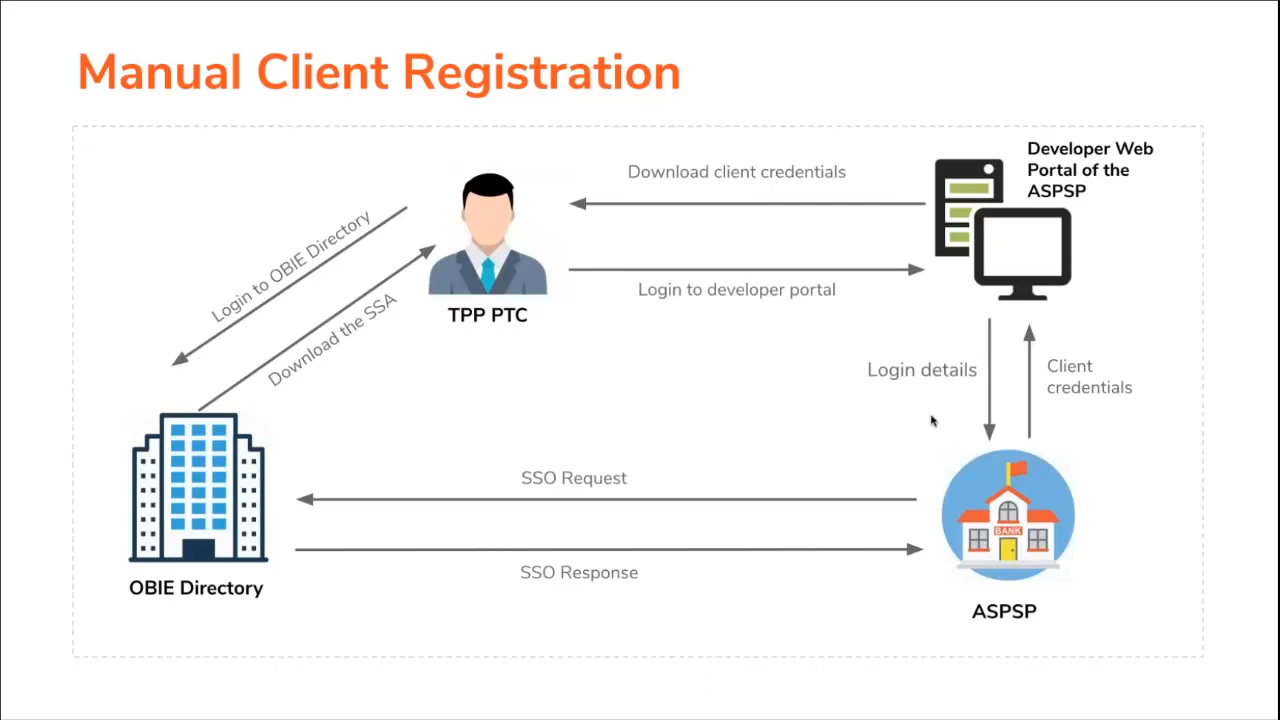 Manual Client Registration
Developer Web
Portal of the
ASPSP
Download client credentials
Login to OBIE Directory
Login to developer portal
Download the SSA
TPP PTC
Login details
Client
credentials
SSO Request
BANK
SSO Response
OBIE Directory
ASPSP